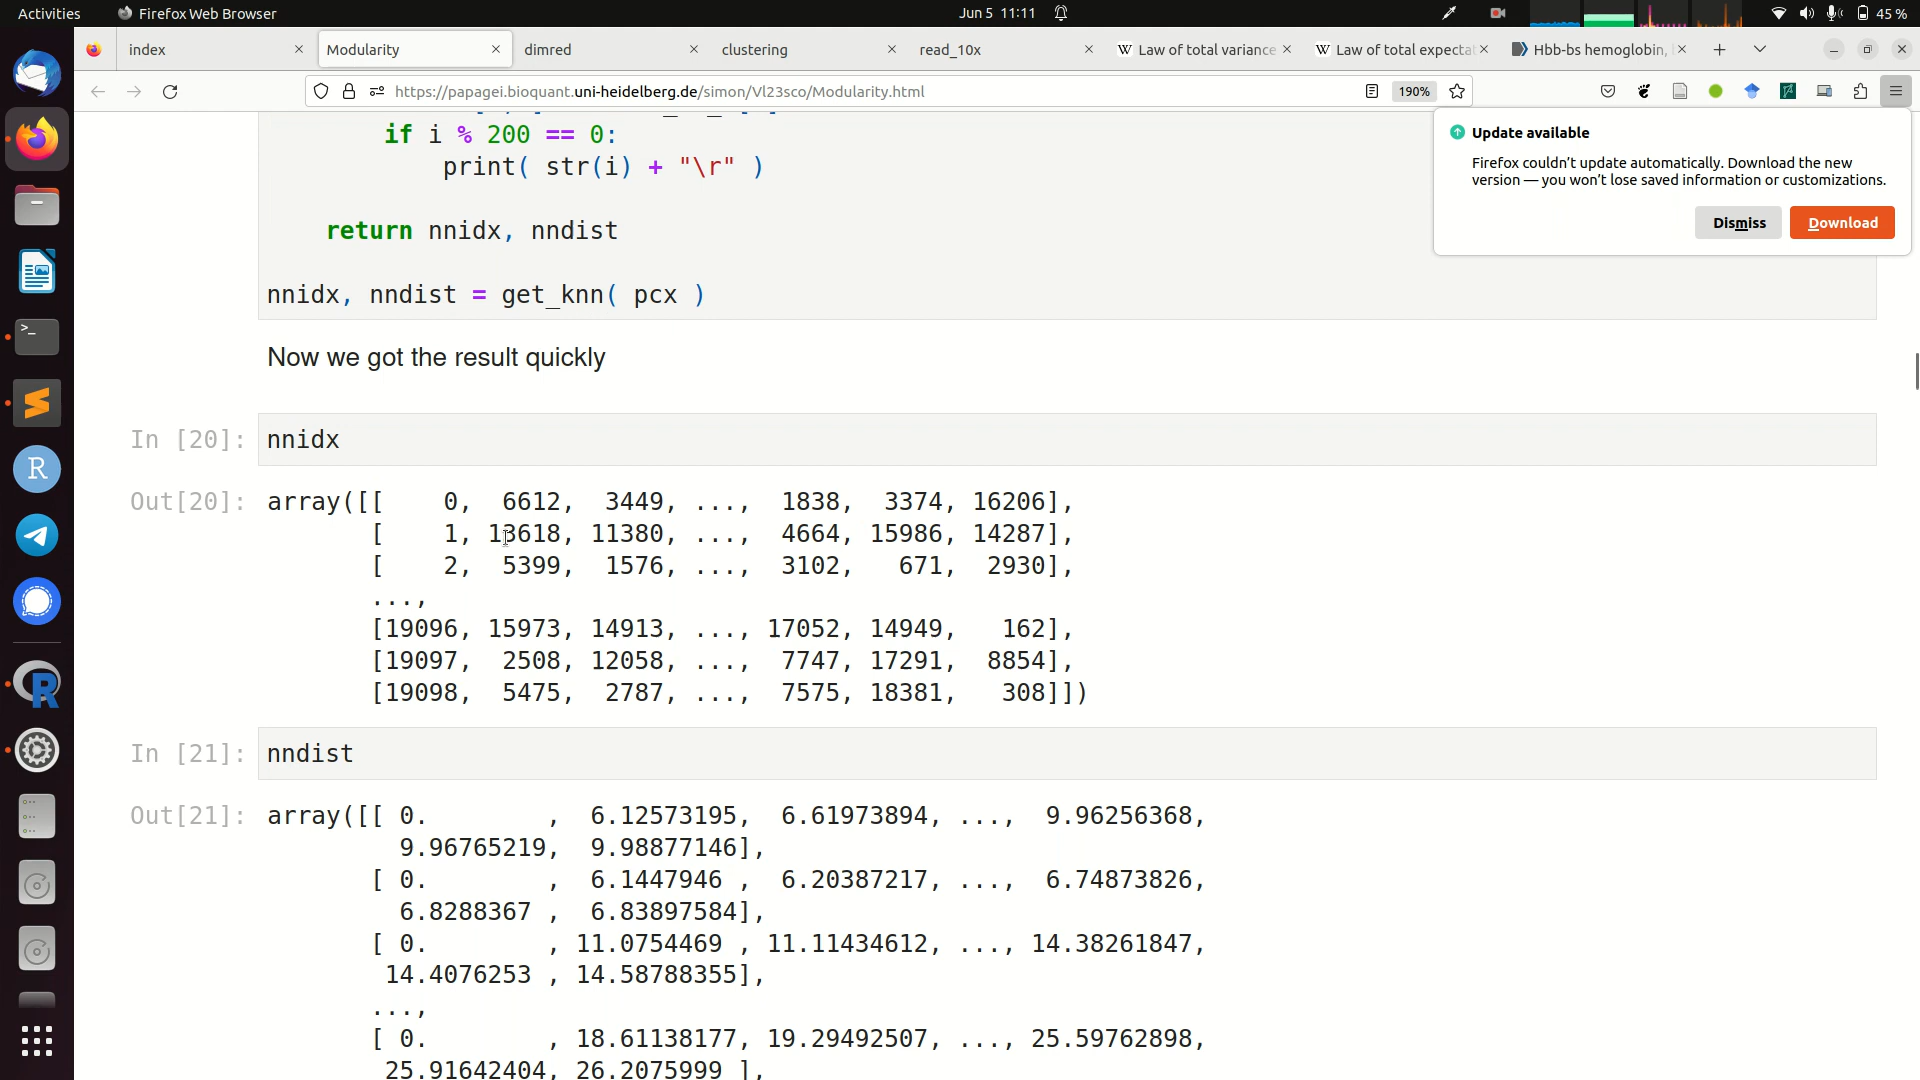 Activities Firefox Web Browser Jun 5 11:11 45 %
index Modularity dimred clustering read_10x Law of total variance Law of total expectat Hbb-bs hemoglobin,
https://papagei.bioquant.uni-heidelberg.de/simon/Vl23sco/Modularity.html 190%
Update available
Firefox couldn't update automatically. Download the new
version — you won't lose saved information or customizations.
Dismiss Download
if i % 200 == 0:
print( str(i) + "\r" )
return nnidx, nndist
nnidx, nndist = get_knn( pcx )
Now we got the result quickly
In [20]: nnidx
Out[20]: array([[ 0, 6612, 3449, ..., 1838, 3374, 16206],
[ 1, 13618, 11380, ..., 4664, 15986, 14287],
[ 2, 5399, 1576, ..., 3102, 671, 2930],
...,
[19096, 15973, 14913, ..., 17052, 14949, 162],
[19097, 2508, 12058, ..., 7747, 17291, 8854],
[19098, 5475, 2787, ..., 7575, 18381, 308]])
In [21]: nndist
Out[21]: array([[ 0. , 6.12573195, 6.61973894, ..., 9.96256368,
9.96765219, 9.98877146],
[ 0. , 6.1447946 , 6.20387217, ..., 6.74873826,
6.8288367 , 6.83897584],
[ 0. , 11.0754469 , 11.11434612, ..., 14.38261847,
14.4076253 , 14.58788355],
...,
[ 0. , 18.61138177, 19.29492507, ..., 25.59762898,
25.91642404, 26.2075999 ],